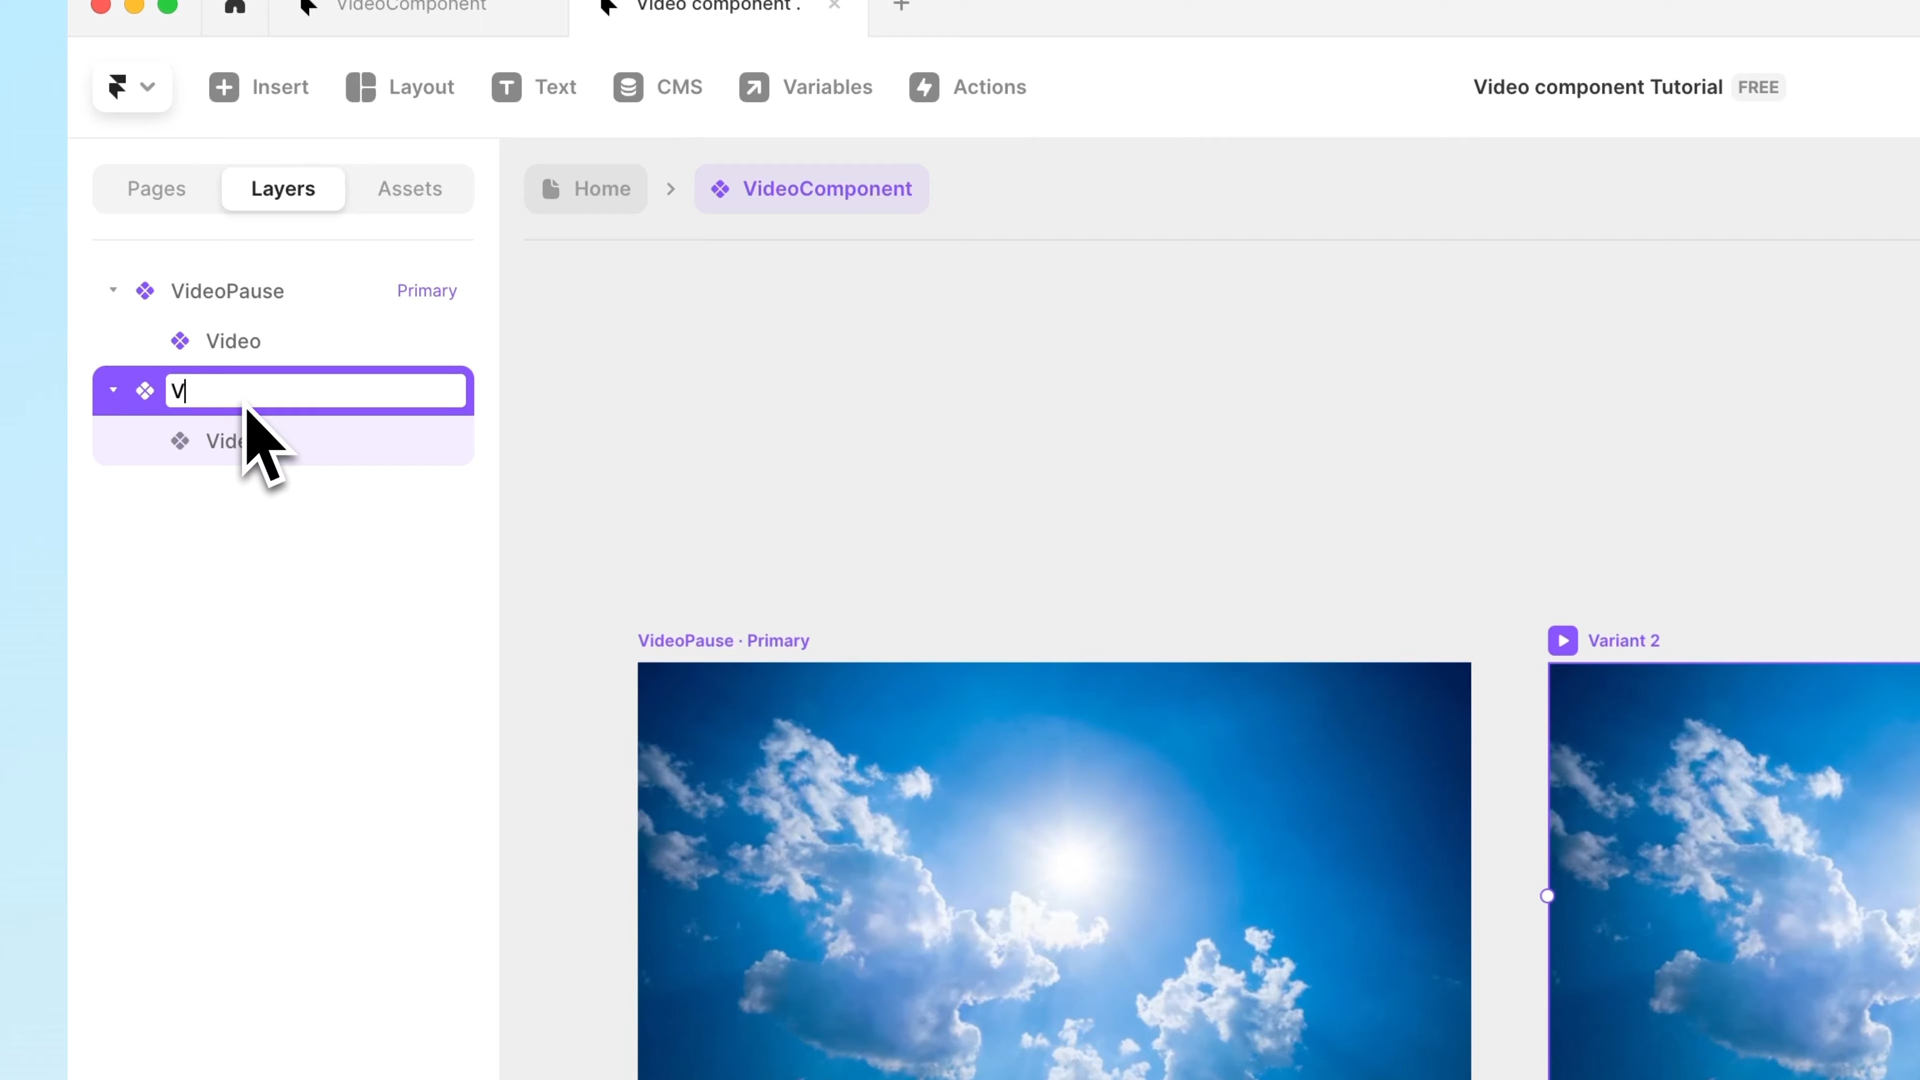 VideoComponent
Video component .
Insert
Layout
Text
CMS
Variables
Actions
Video component Tutorial FREE
Pages
Layers
Assets
Home
VideoComponent
VideoPause
Primary
Video
V
VideoPause · Primary
Variant 2